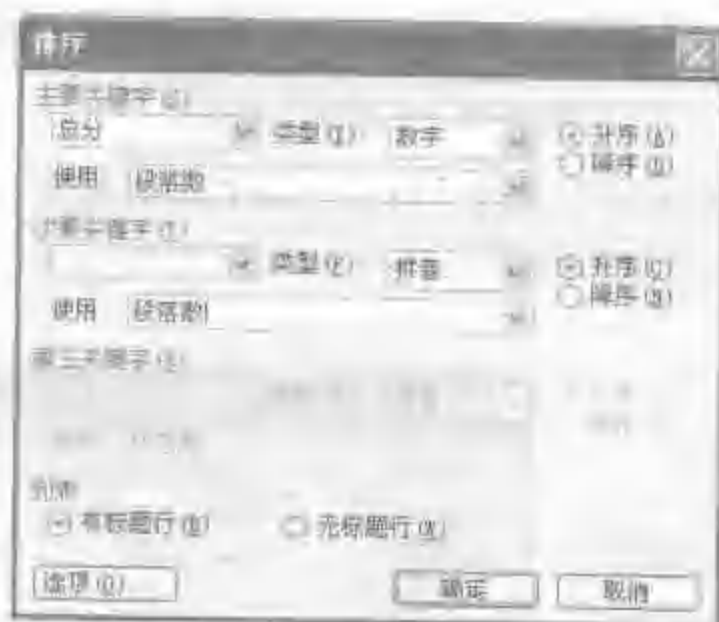 排序
主要关键字(S)
总分 类型(Y): 数字 升序(A)
降序(D)
使用: 段落数
次要关键字(T)
类型(P): 拼音 升序(C)
降序(N)
使用: 段落数
第三关键字(B)
列表
有标题行(R) 无标题行(W)
选项(O)... 确定 取消